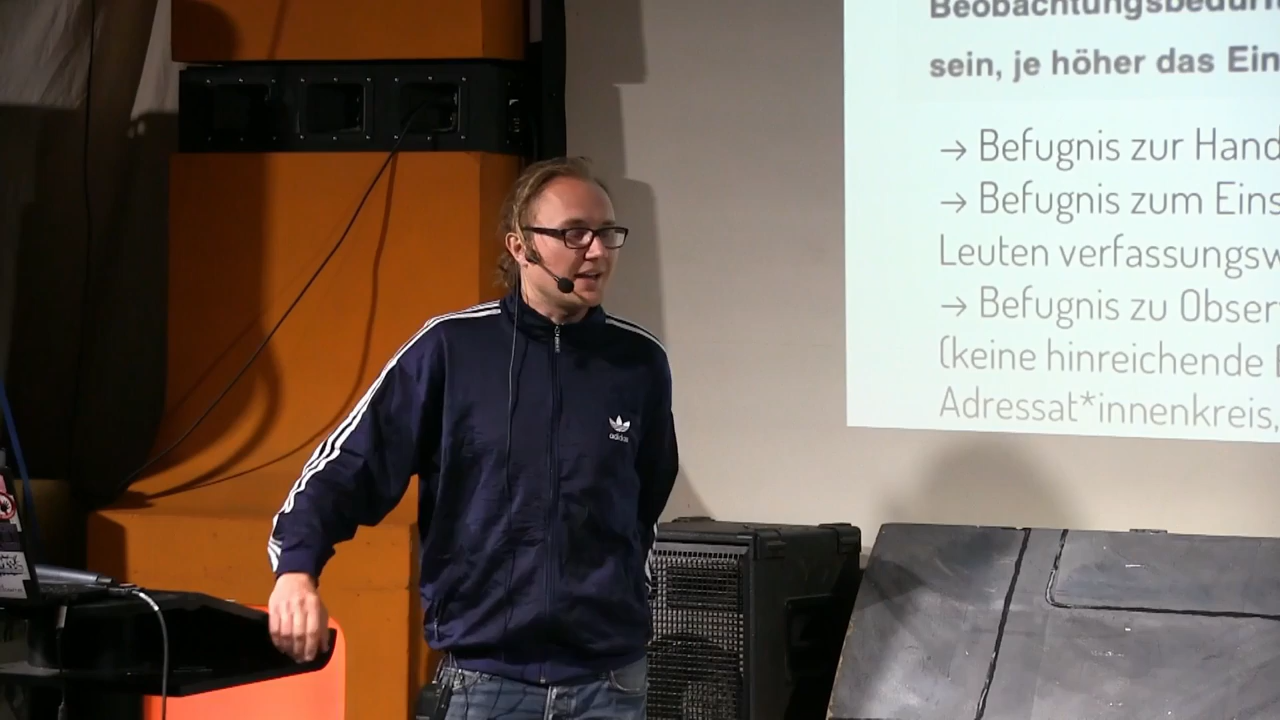 sein, je höher das Ein
→ Befugnis zur Hand
→ Befugnis zum Eins
Leuten verfassungsw
→ Befugnis zu Obser
(keine hinreichende
Adressat*innenkreis,
adidas